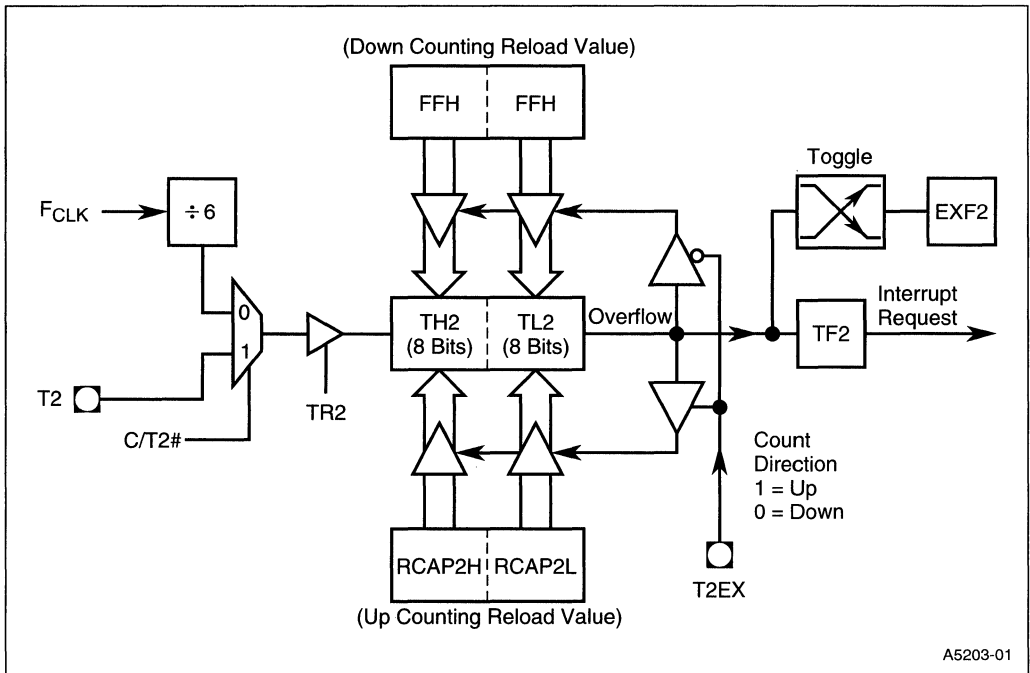 (Down Counting Reload Value)
FFH
FFH
Toggle
FCLK
÷ 6
EXF2
0
1
TH2
(8 Bits)
TL2
(8 Bits)
Overflow
Interrupt
Request
TF2
T2
TR2
C/T2#
Count
Direction
1 = Up
0 = Down
RCAP2H
RCAP2L
T2EX
(Up Counting Reload Value)
A5203-01